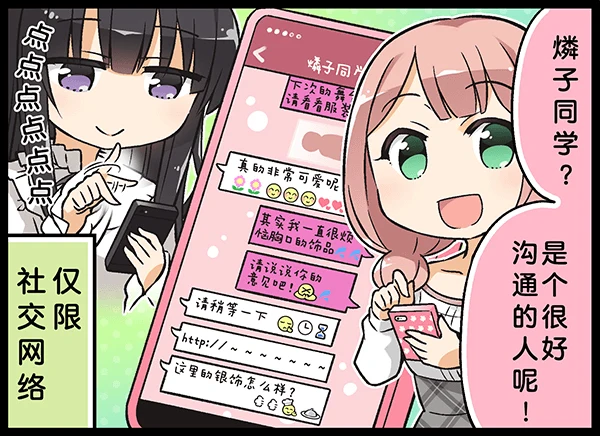 燐子同学?
是个很好
沟通的人呢!
点点点点点点点
燐子同
下次的舞
请看看服装
真的非常可爱呢
其实我一直很烦
恼胸口的饰品
请说说你的
意见吧!
请稍等一下
http://~~~~~~~
这里的银饰怎么样?
仅限
社交网络